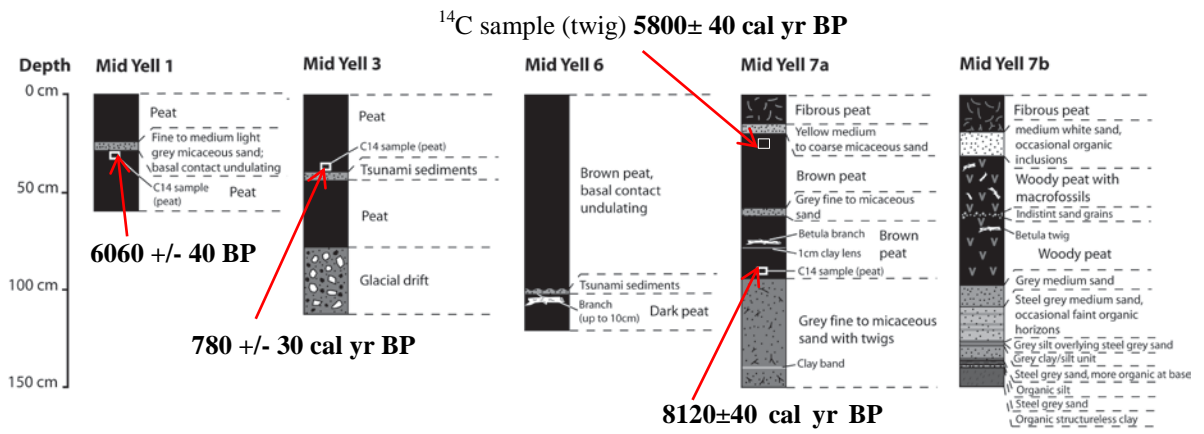 ¹⁴C sample (twig) 5800± 40 cal yr BP
Depth
0 cm
50 cm
100 cm
150 cm
Mid Yell 1
Peat
Fine to medium light
grey micaceous sand;
basal contact undulating
C14 sample
(peat)
Peat
6060 +/- 40 BP
Mid Yell 3
Peat
C14 sample (peat)
Tsunami sediments
Peat
Glacial drift
780 +/- 30 cal yr BP
Mid Yell 6
Brown peat,
basal contact
undulating
Tsunami sediments
Branch
(up to 10cm)
Dark peat
Mid Yell 7a
Fibrous peat
Yellow medium
to coarse micaceous sand
Brown peat
Grey fine to micaceous
sand
Betula branch
Brown
peat
1cm clay lens
C14 sample (peat)
Grey fine to micaceous
sand with twigs
Clay band
8120±40 cal yr BP
Mid Yell 7b
Fibrous peat
medium white sand,
occasional organic
inclusions
Woody peat with
macrofossils
Indistint sand grains
Betula twig
Woody peat
Grey medium sand
Steel grey medium sand,
occasional faint organic
horizons
Grey silt overlying steel grey sand
Grey clay/silt unit
Steel grey sand, more organic at base
Organic silt
Steel grey sand
Organic structureless clay